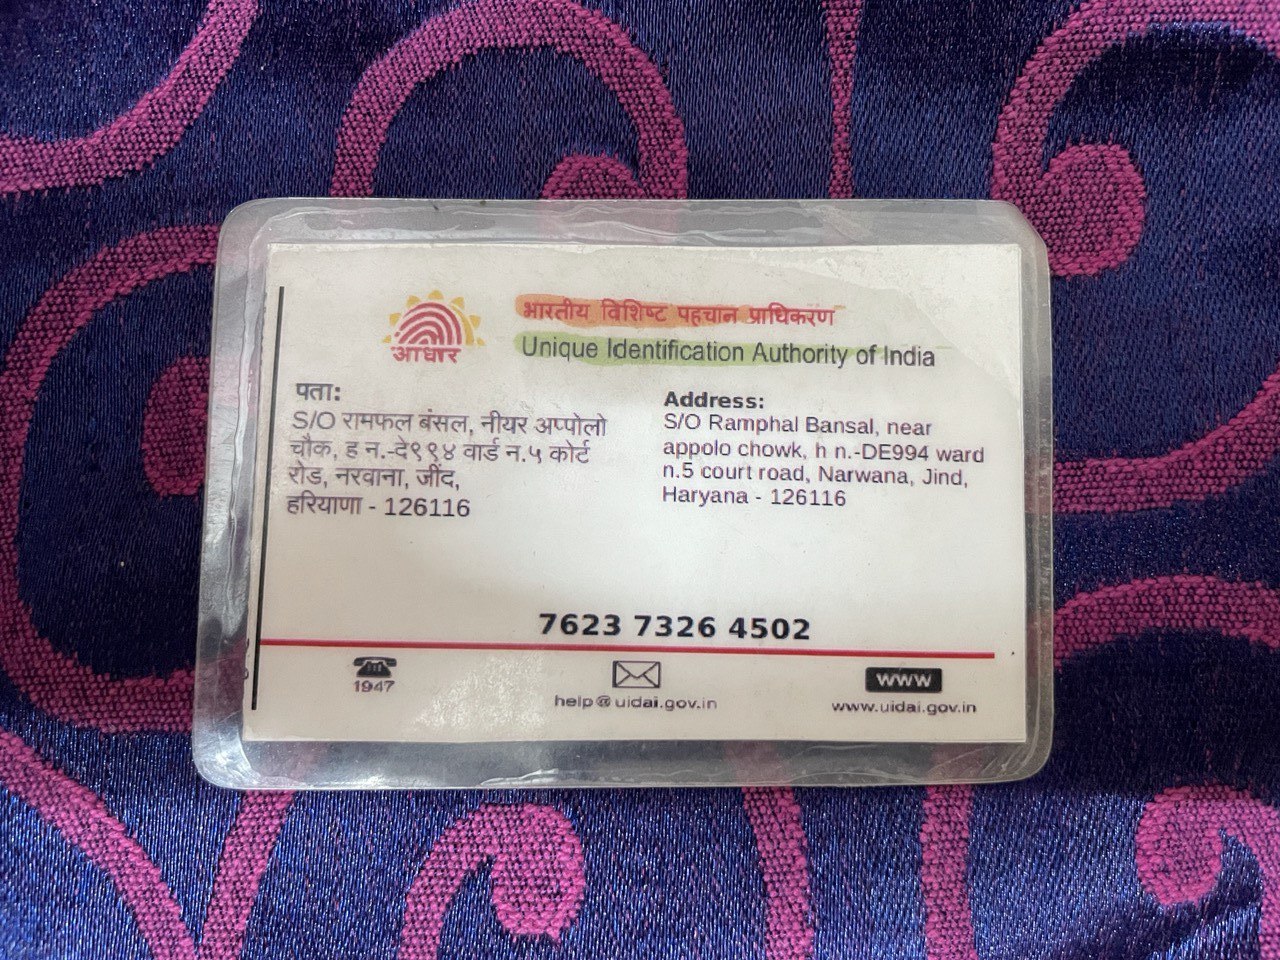 भारतीय विशिष्ट पहचान प्राधिकरण
Unique Identification Authority of India
आधार
पता:
S/O रामफल बंसल, नीयर अप्पोलो
चौक, ह न.-दे९९४ वार्ड न.५ कोर्ट
रोड, नरवाना, जींद,
हरियाणा - 126116
Address:
S/O Ramphal Bansal, near
appolo chowk, h n.-DE994 ward
n.5 court road, Narwana, Jind,
Haryana - 126116
7623 7326 4502
1947
help@uidai.gov.in
www
www.uidai.gov.in